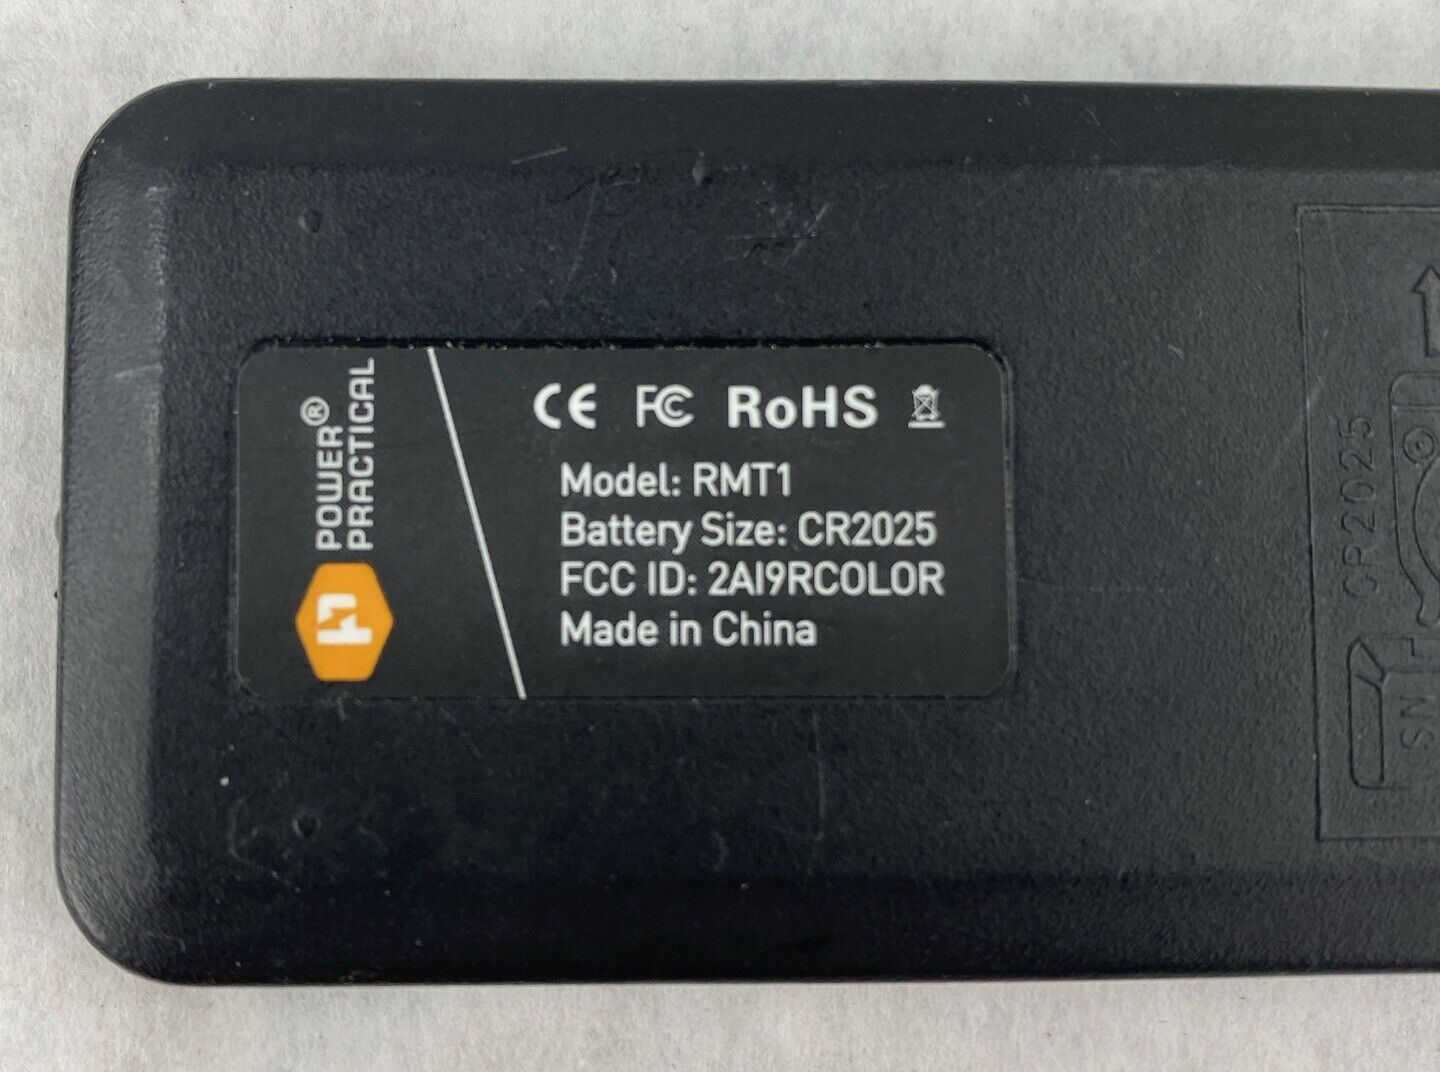 POWER®
PRACTICAL
CE FC RoHS
Model: RMT1
Battery Size: CR2025
Made in China
FCC ID: 2AI9RCOLOR
CR2025